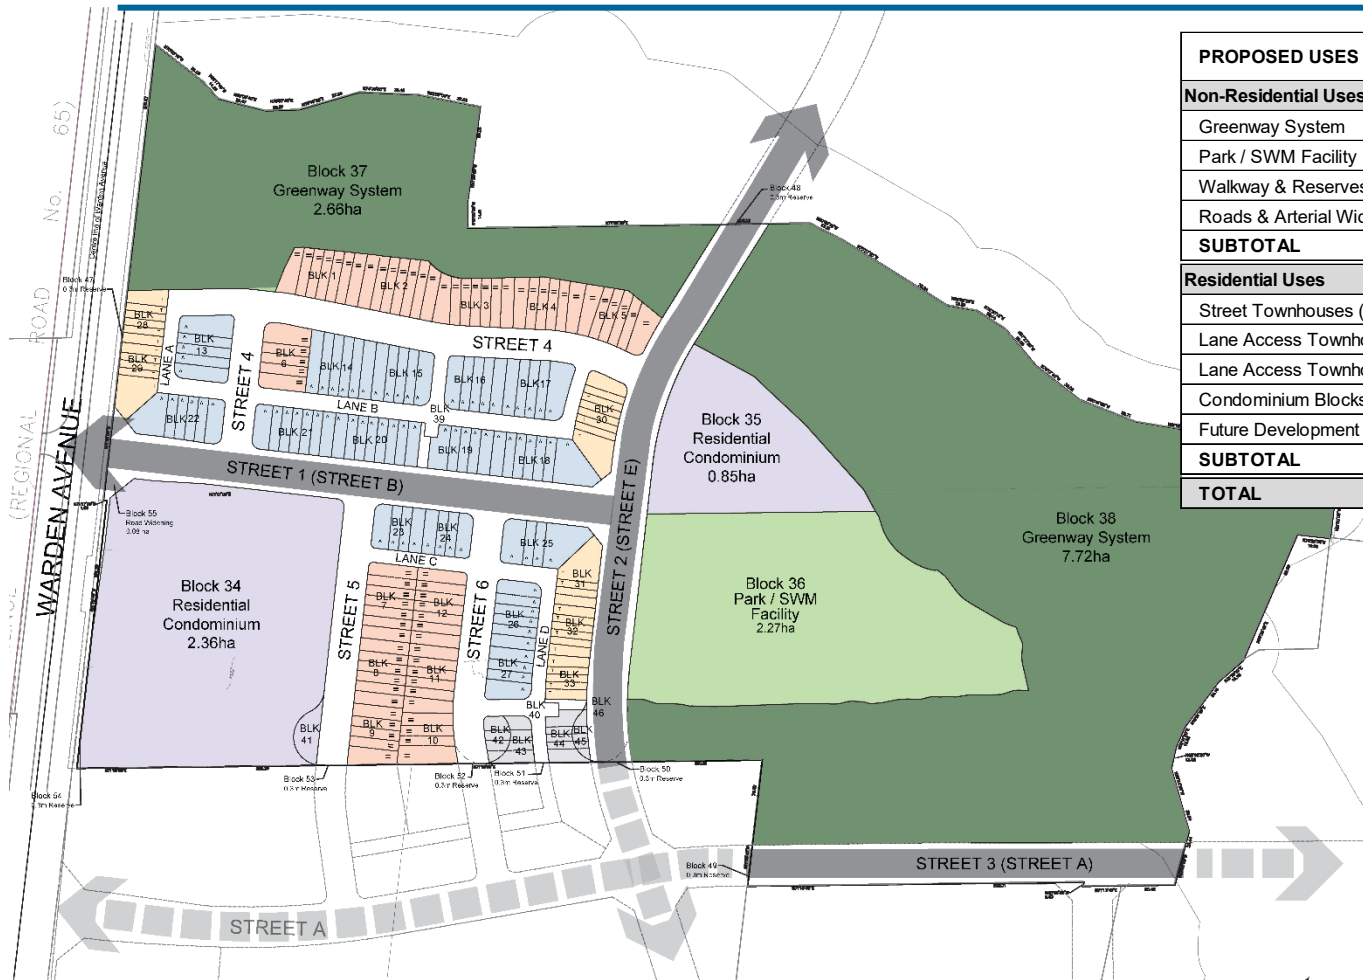 PROPOSED USES
Non-Residential Uses
Greenway System
Park / SWM Facility
Walkway & Reserves
Roads & Arterial Wid
SUBTOTAL
Residential Uses
Street Townhouses (
Lane Access Townho
Lane Access Townho
Condominium Blocks
Future Development
SUBTOTAL
TOTAL
(REGIONAL ROAD No. 65)
WARDEN AVENUE
Block 37
Greenway System
2.66ha
Block 48
0.3m Reserve
Block 47
0.3m Reserve
BLK 1
BLK 2
BLK 3
BLK 4
BLK 5
BLK
28
BLK
29
LANE A
BLK
13
STREET 4
BLK
6
BLK 14
BLK 15
STREET 4
BLK 16
BLK 17
BLK
30
LANE B
BLK
39
BLK 22
BLK 21
BLK 20
BLK 19
BLK 18
STREET 1 (STREET B)
STREET 2 (STREET E)
Block 35
Residential
Condominium
0.85ha
Block 38
Greenway System
7.72ha
Block 36
Park / SWM
Facility
2.27ha
Block 55
Road Widening
0.08 ha
Block 34
Residential
Condominium
2.36ha
STREET 5
BLK
23
BLK
24
BLK 25
LANE C
BLK
7
BLK
12
STREET 6
BLK
26
LANE D
BLK
31
BLK
32
BLK
8
BLK
11
BLK
27
BLK
33
BLK
9
BLK
10
BLK
40
BLK
46
BLK
41
BLK
42
BLK
43
BLK
44
BLK
45
Block 54
Block 53
0.3m Reserve
Block 52
0.3m Reserve
Block 51
0.3m Reserve
Block 50
0.3m Reserve
Block 49
0.3m Reserve
STREET 3 (STREET A)
STREET A